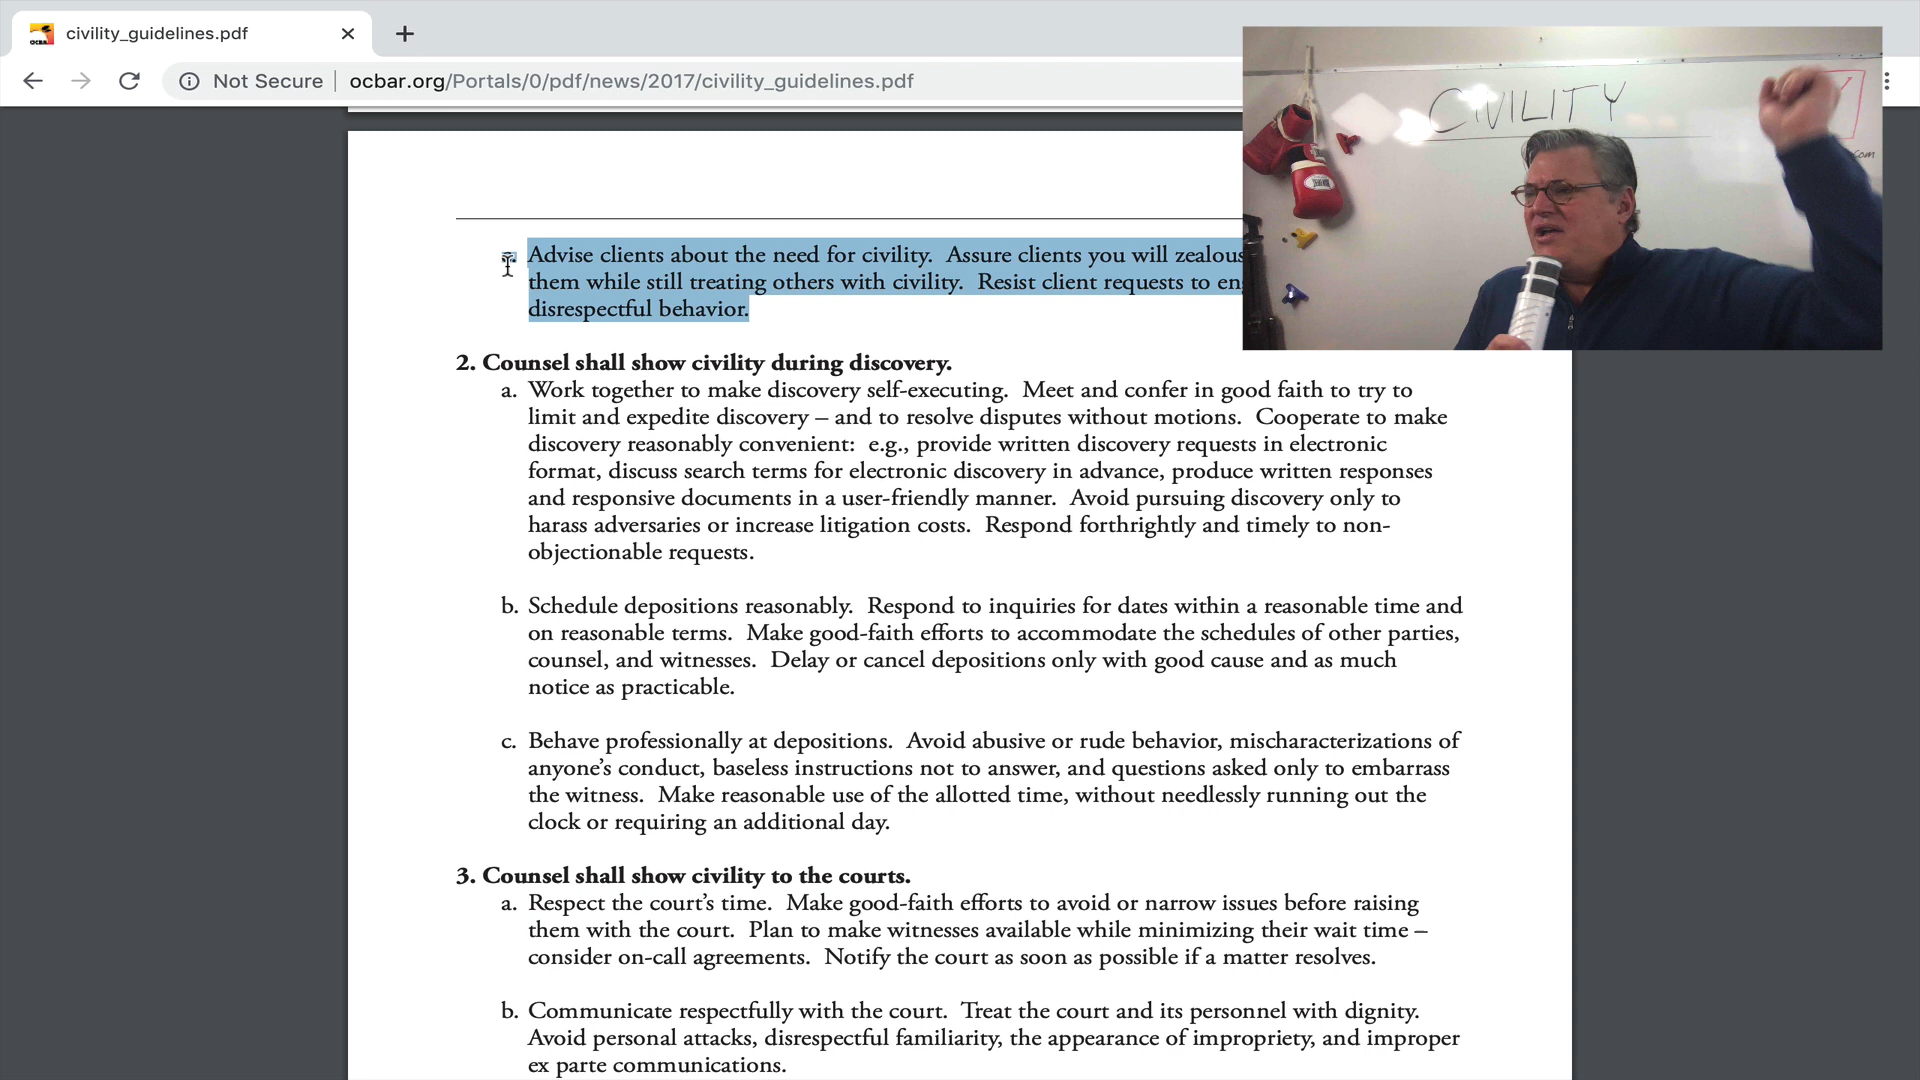 civility_guidelines.pdf
Not Secure
ocbar.org/Portals/0/pdf/news/2017/civility_guidelines.pdf
CIVILITY
.com
Advise clients about the need for civility. Assure clients you will
them while still treating others with civility. Resist client requests to
disrespectful behavior.
2. Counsel shall show civility during discovery.
a. Work together to make discovery self-executing. Meet and confer in good faith to try to
limit and expedite discovery – and to resolve disputes without motions. Cooperate to make
discovery reasonably convenient: e.g., provide written discovery requests in electronic
format, discuss search terms for electronic discovery in advance, produce written responses
and responsive documents in a user-friendly manner. Avoid pursuing discovery only to
harass adversaries or increase litigation costs. Respond forthrightly and timely to non-
objectionable requests.
b. Schedule depositions reasonably. Respond to inquiries for dates within a reasonable time and
on reasonable terms. Make good-faith efforts to accommodate the schedules of other parties,
counsel, and witnesses. Delay or cancel depositions only with good cause and as much
notice as practicable.
c. Behave professionally at depositions. Avoid abusive or rude behavior, mischaracterizations of
anyone’s conduct, baseless instructions not to answer, and questions asked only to embarrass
the witness. Make reasonable use of the allotted time, without needlessly running out the
clock or requiring an additional day.
3. Counsel shall show civility to the courts.
a. Respect the court’s time. Make good-faith efforts to avoid or narrow issues before raising
them with the court. Plan to make witnesses available while minimizing their wait time –
consider on-call agreements. Notify the court as soon as possible if a matter resolves.
b. Communicate respectfully with the court. Treat the court and its personnel with dignity.
Avoid personal attacks, disrespectful familiarity, the appearance of impropriety, and improper
ex parte communications.